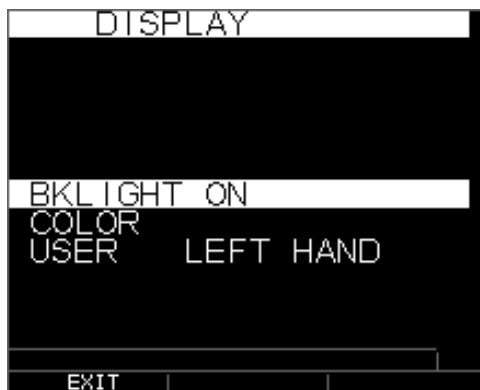 DISPLAY
BKLIGHT ON
COLOR
USER LEFT HAND
EXIT